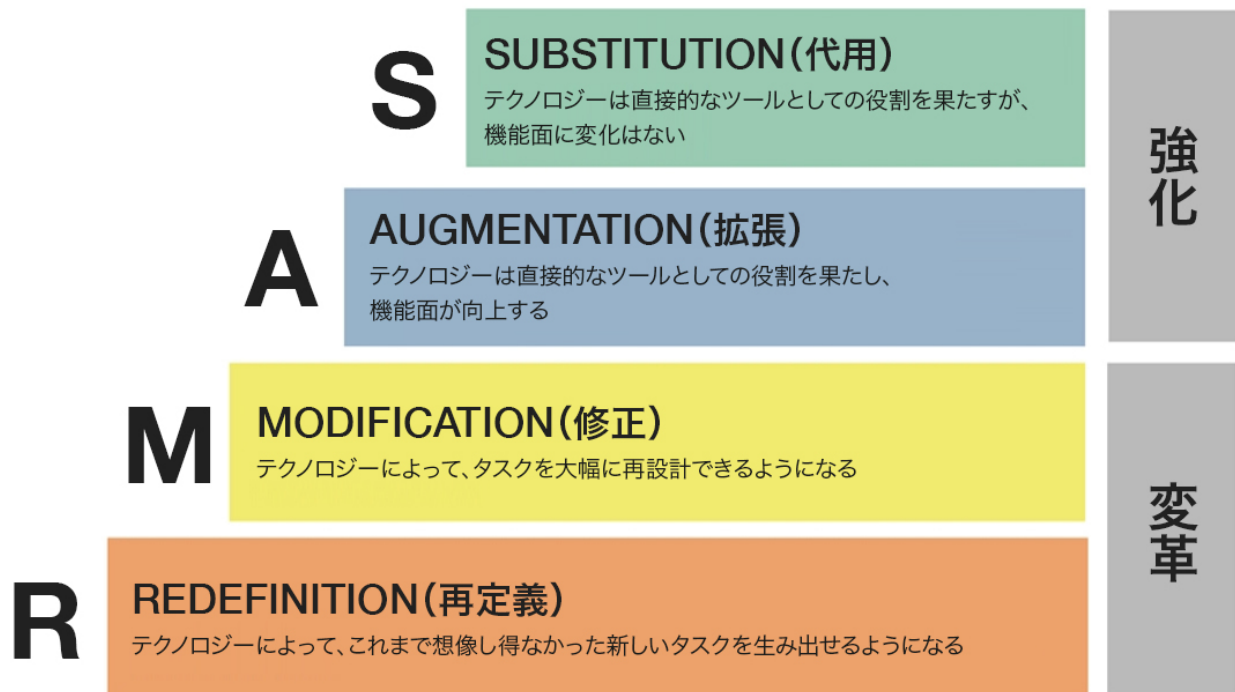 S
SUBSTITUTION（代用）
テクノロジーは直接的なツールとしての役割を果たすが、
機能面に変化はない
A
AUGMENTATION（拡張）
テクノロジーは直接的なツールとしての役割を果たし、
機能面が向上する
強化
M
MODIFICATION（修正）
テクノロジーによって、タスクを大幅に再設計できるようになる
R
REDEFINITION（再定義）
テクノロジーによって、これまで想像し得なかった新しいタスクを生み出せるようになる
変革